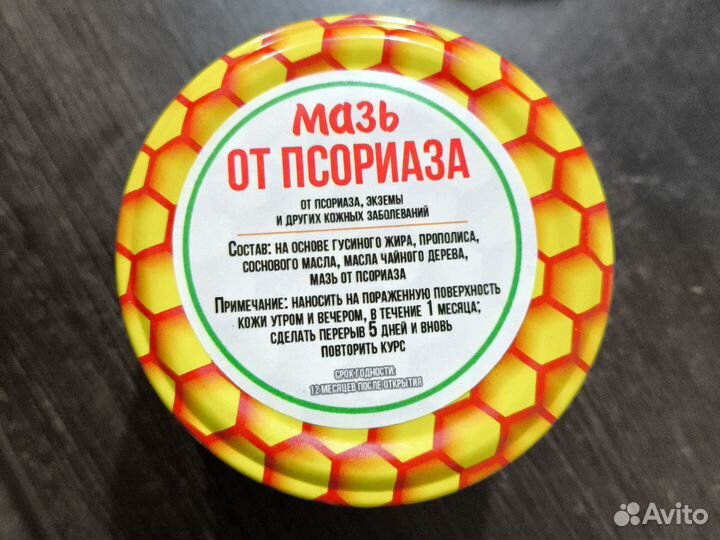 Мазь
ОТ ПСОРИАЗА
ОТ ПСОРИАЗА, ЭКЗЕМЫ
И ДРУГИХ КОЖНЫХ ЗАБОЛЕВАНИЙ
СОСТАВ: НА ОСНОВЕ ГУСИНОГО ЖИРА, ПРОПОЛИСА,
СОСНОВОГО МАСЛА, МАСЛА ЧАЙНОГО ДЕРЕВА,
МАЗЬ ОТ ПСОРИАЗА
ПРИМЕЧАНИЕ: НАНОСИТЬ НА ПОРАЖЕННУЮ ПОВЕРХНОСТЬ
КОЖИ УТРОМ И ВЕЧЕРОМ, В ТЕЧЕНИЕ 1 МЕСЯЦА;
СДЕЛАТЬ ПЕРЕРЫВ 5 ДНЕЙ И ВНОВЬ
ПОВТОРИТЬ КУРС
СРОК ГОДНОСТИ:
12 МЕСЯЦЕВ ПОСЛЕ ОТКРЫТИЯ
Avito